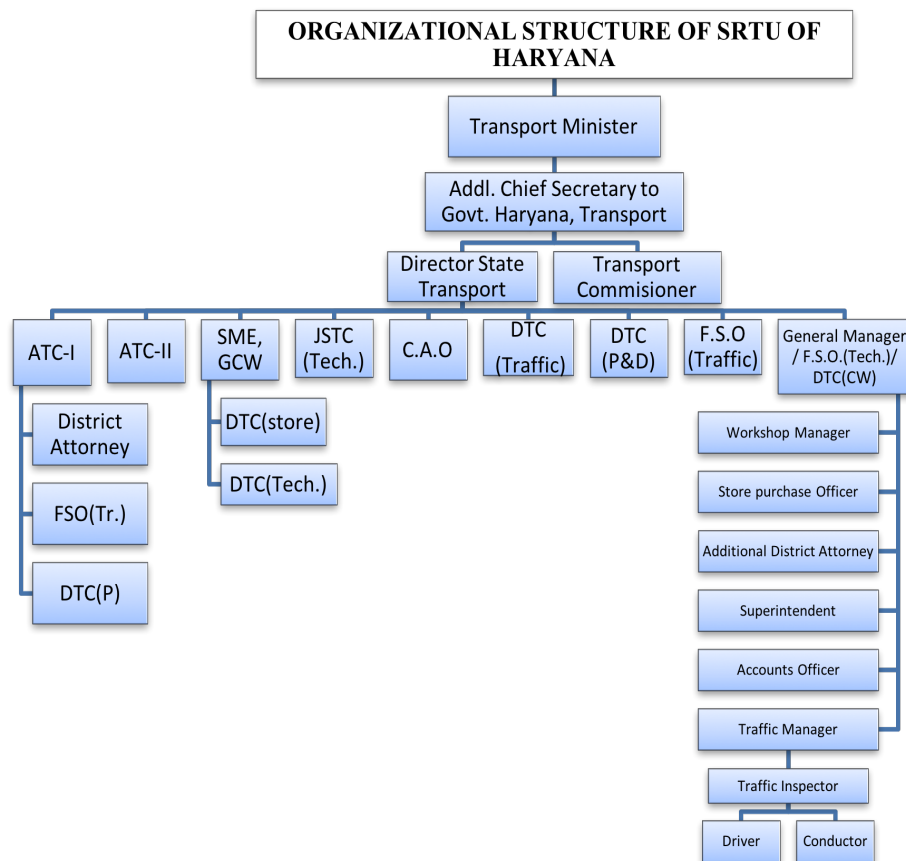 ORGANIZATIONAL STRUCTURE OF SRTU OF
HARYANA
Transport Minister
Addl. Chief Secretary to
Govt. Haryana, Transport
Director State
Transport
Transport
Commisioner
ATC-I
ATC-II
SME,
GCW
JSTC
(Tech.)
C.A.O
DTC
(Traffic)
DTC
(P&D)
F.S.O
(Traffic)
General Manager
/ F.S.O.(Tech.)/
DTC(CW)
District
Attorney
FSO(Tr.)
DTC(P)
DTC(store)
DTC(Tech.)
Workshop Manager
Store purchase Officer
Additional District Attorney
Superintendent
Accounts Officer
Traffic Manager
Traffic Inspector
Driver
Conductor